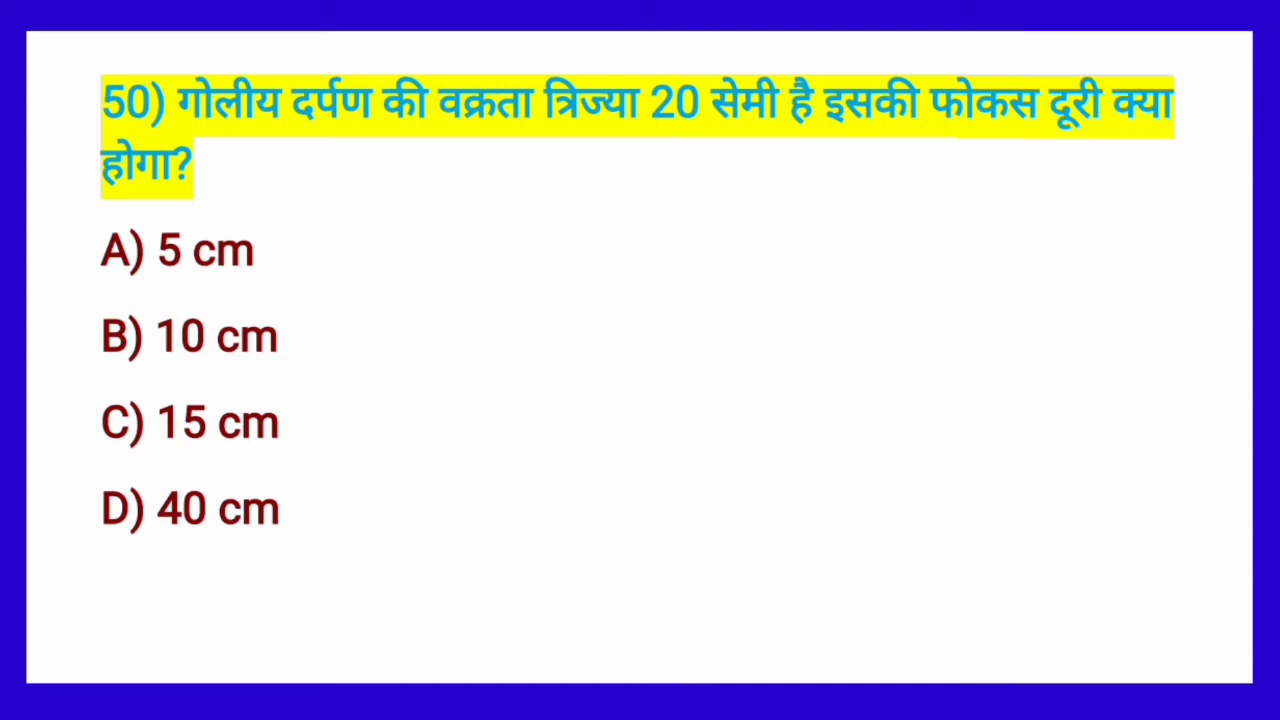 50) गोलीय दर्पण की वक्रता त्रिज्या 20 सेमी है इसकी फोकस दूरी क्या
होगा?
A) 5 cm
B) 10 cm
C) 15 cm
D) 40 cm